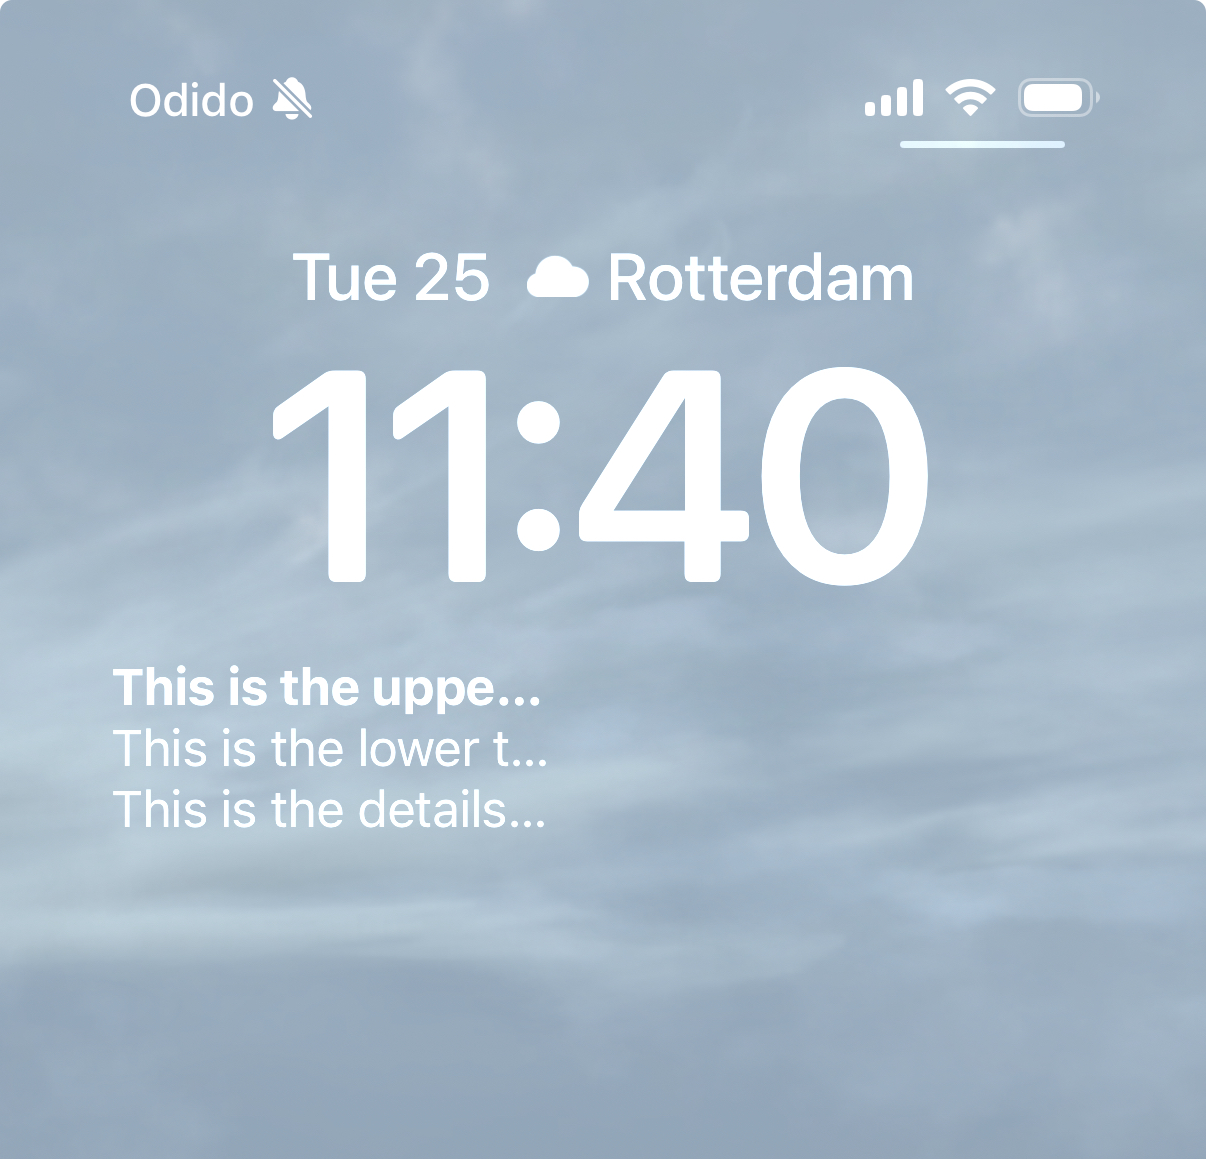 Odido
Tue 25 Rotterdam
11:40
This is the uppe...
This is the lower t...
This is the details...